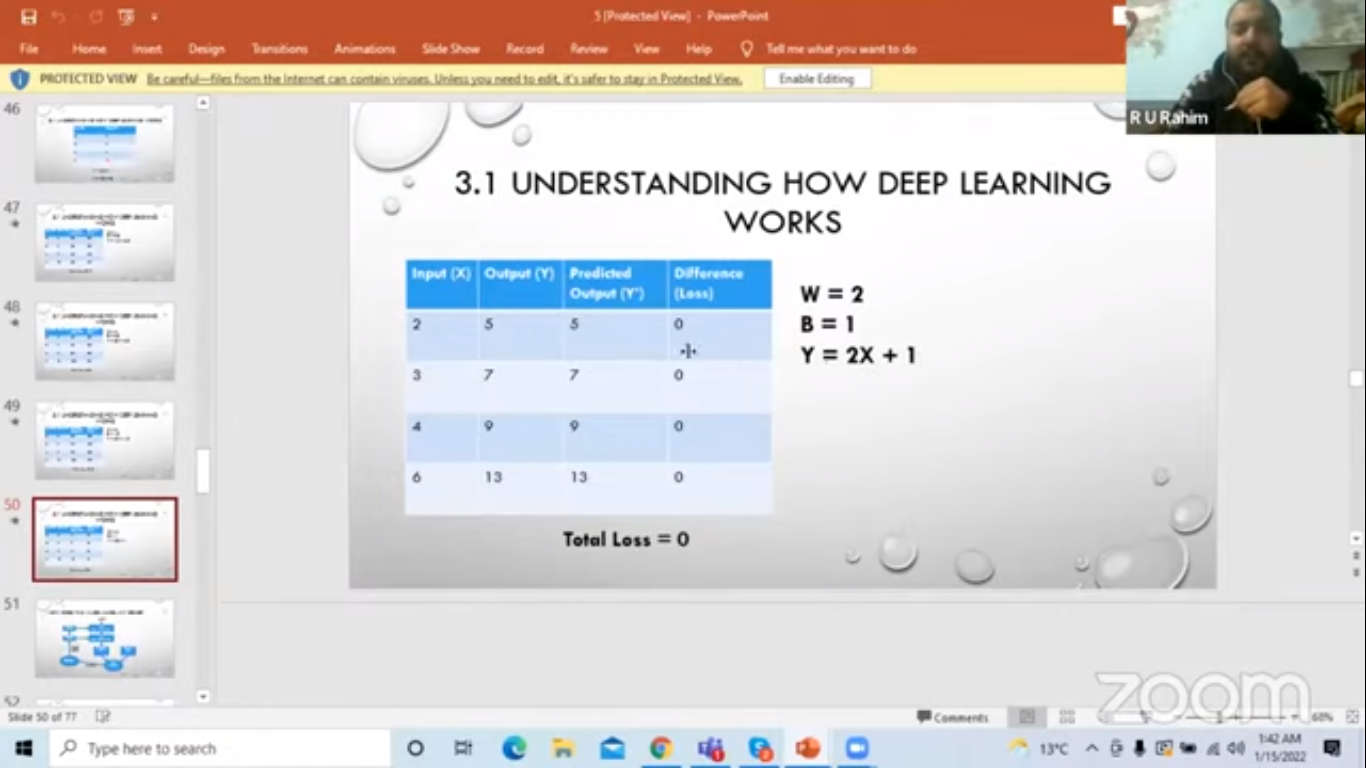 5 [Protected View] - PowerPoint
File Home Insert Design Transitions Animations Slide Show Record Review View Help Tell me what you want to do
PROTECTED VIEW Be careful—files from the Internet can contain viruses. Unless you need to edit, it's safer to stay in Protected View. Enable Editing
R U Rahim
46
47
48
49
50
51
3.1 UNDERSTANDING HOW DEEP LEARNING
WORKS
Input (X) Output (Y) Predicted Output (Y') Difference (Loss)
2 5 5 0
3 7 7 0
4 9 9 0
6 13 13 0
Total Loss = 0
W = 2
B = 1
Y = 2X + 1
zoom
Slide 50 of 77
Comments
60%
Type here to search
13°C
1:42 AM
1/15/2022